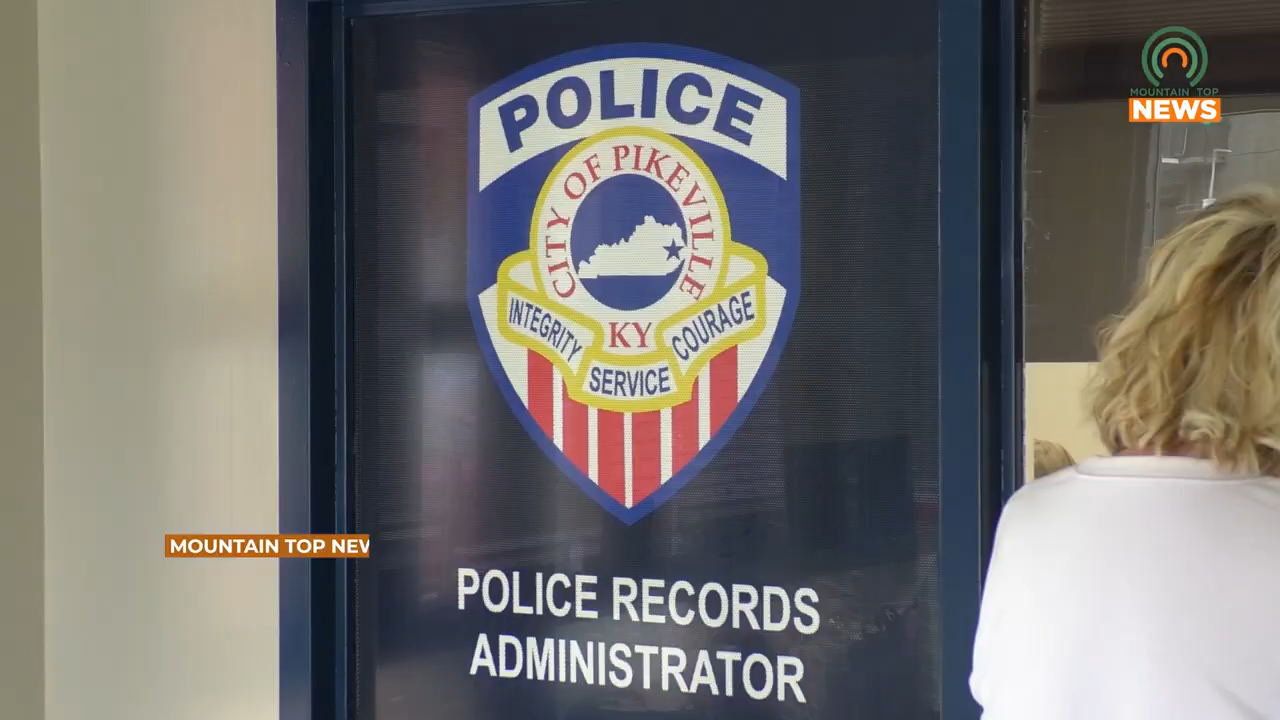 POLICE
CITY OF PIKEVILLE
KY
INTEGRITY
SERVICE
COURAGE
POLICE RECORDS
ADMINISTRATOR
MOUNTAIN TOP
NEWS
MOUNTAIN TOP NEV